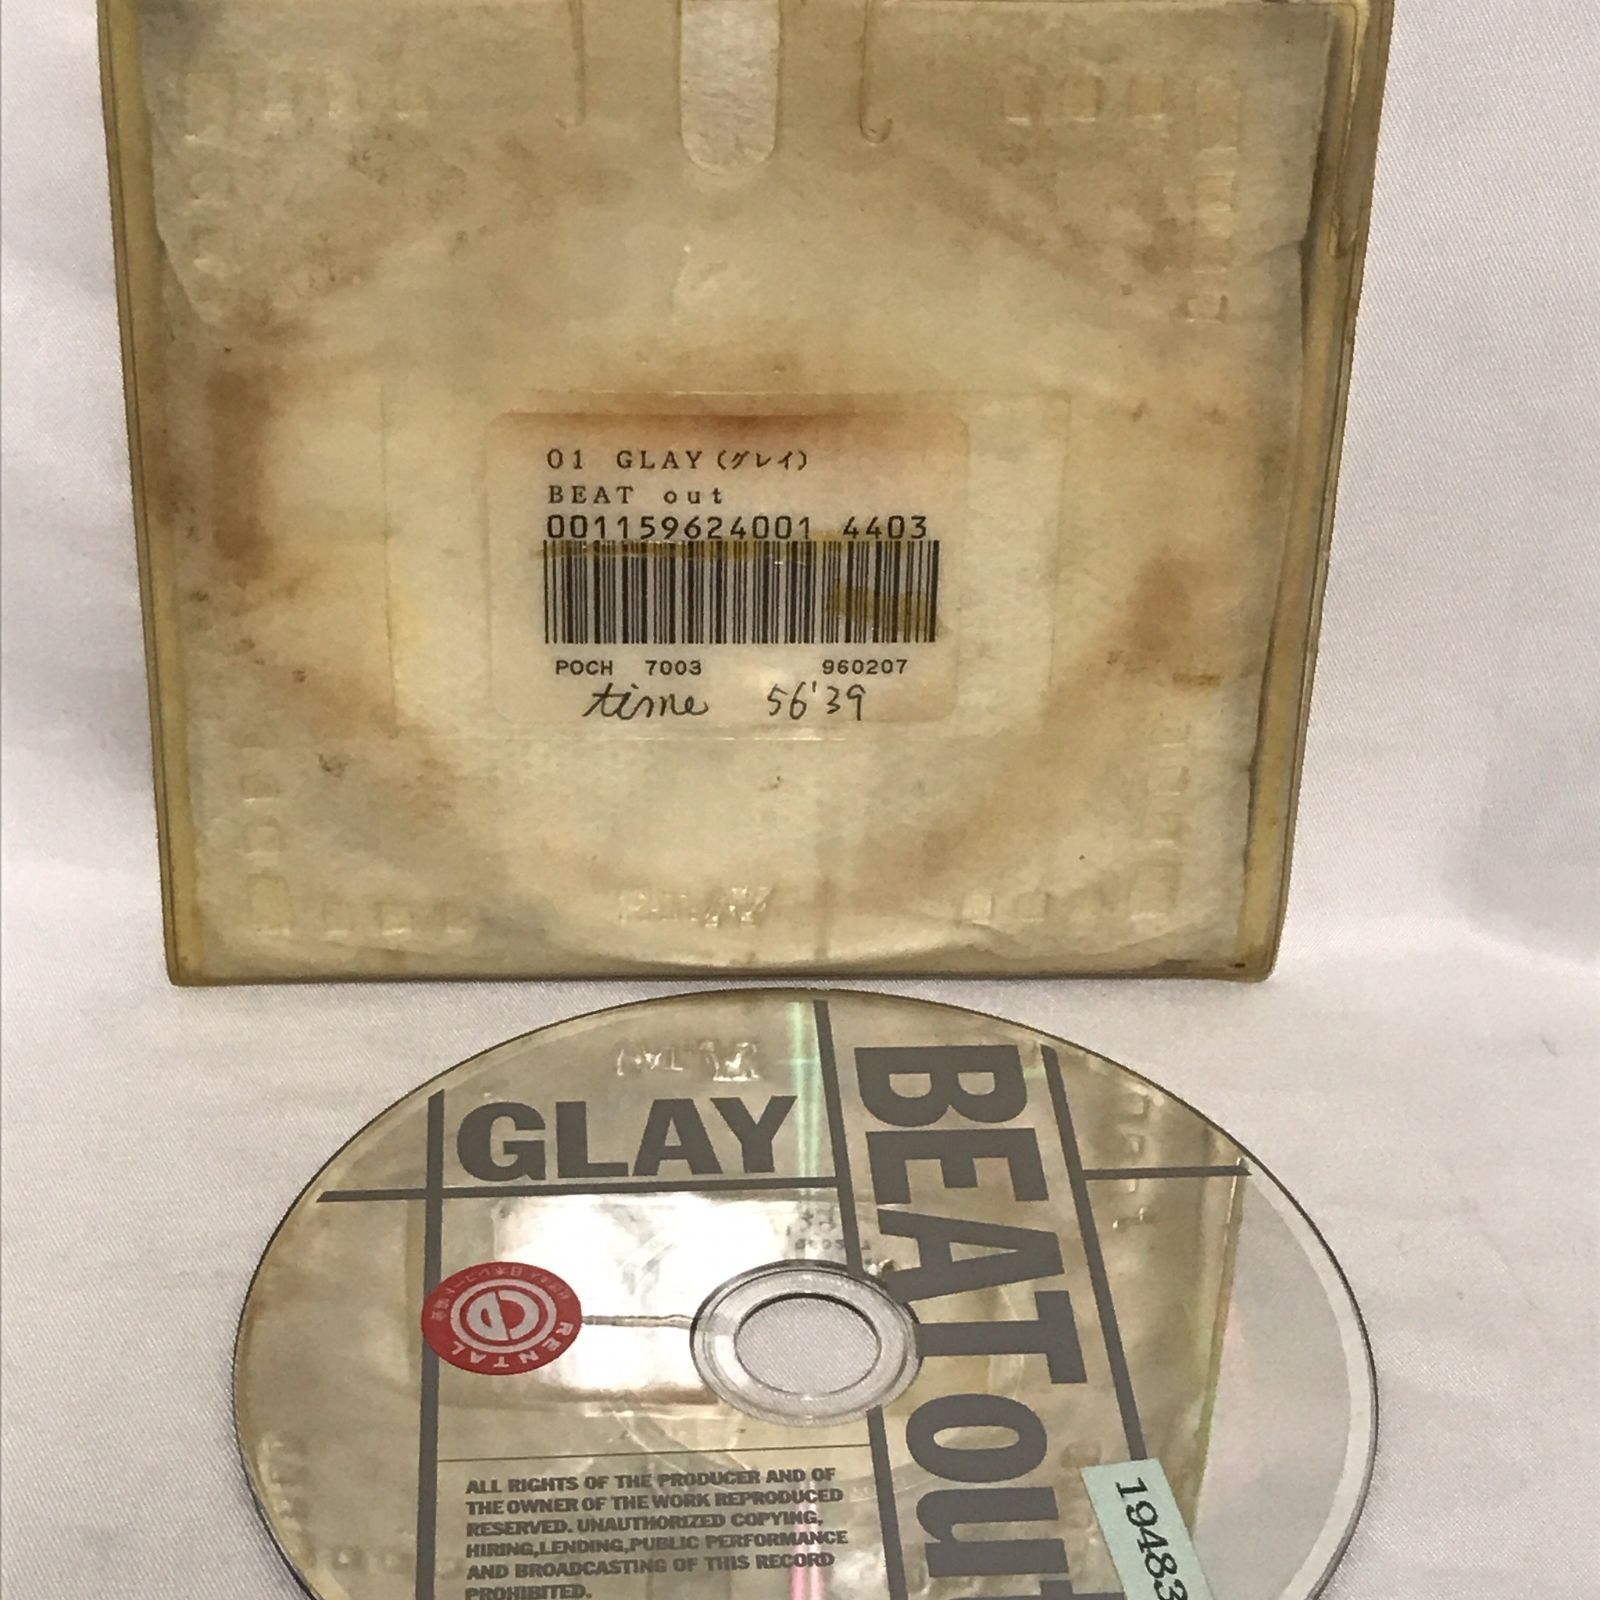 01 GLAY(グレイ)
BEAT out
001159624001 4403
POCH 7003 960207
time 56'39
GLAY
BEAT out
RENTAL
ALL RIGHTS OF THE PRODUCER AND OF
THE OWNER OF THE WORK REPRODUCED
RESERVED. UNAUTHORIZED COPYING,
HIRING,LENDING,PUBLIC PERFORMANCE
AND BROADCASTING OF THIS RECORD
PROHIBITED.
19483